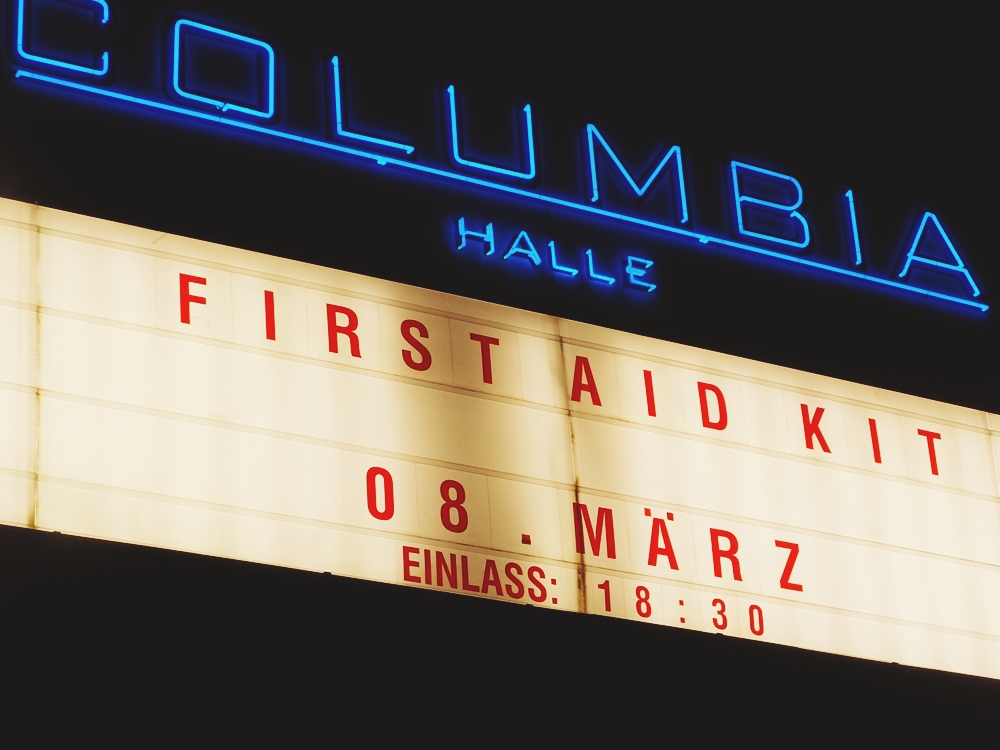 COLUMBIA
HALLE
FIRST AID KIT
08. MÄRZ
EINLASS: 18:30